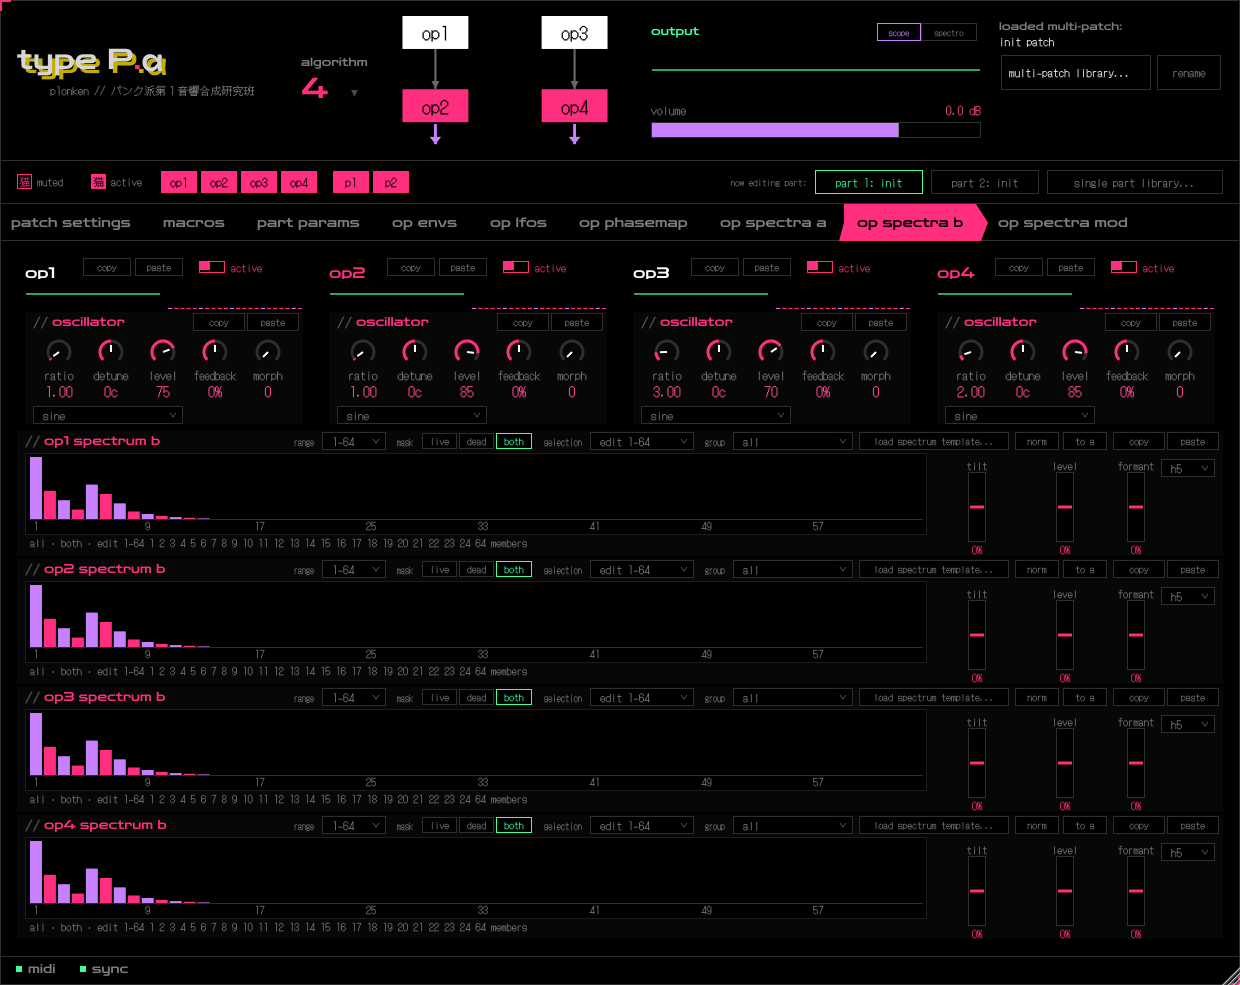 type P.a
plonken // パンク派第1音響合成研究班
algorithm
4
op1
op3
op2
op4
output
scope
spectro
volume
0.0 dB
loaded multi-patch:
init patch
multi-patch library...
rename
猫 muted
猫 active
op1 op2 op3 op4 p1 p2
now editing part:
part 1: init
part 2: init
single part library...
patch settings
macros
part params
op envs
op lfos
op phasemap
op spectra a
op spectra b
op spectra mod
op1 copy paste active
// oscillator copy paste
ratio detune level feedback morph
1.00 0c 75 0% 0
sine
op2 copy paste active
// oscillator copy paste
ratio detune level feedback morph
1.00 0c 85 0% 0
sine
op3 copy paste active
// oscillator copy paste
ratio detune level feedback morph
3.00 0c 70 0% 0
sine
op4 copy paste active
// oscillator copy paste
ratio detune level feedback morph
2.00 0c 85 0% 0
sine
// op1 spectrum b range 1-64 mask live dead both selection edit 1-64 group all load spectrum template... norm to a copy paste
tilt level formant h5
1 9 17 25 33 41 49 57
all · both · edit 1-64 1 2 3 4 5 6 7 8 9 10 11 12 13 14 15 16 17 18 19 20 21 22 23 24 64 members
0% 0% 0%
// op2 spectrum b range 1-64 mask live dead both selection edit 1-64 group all load spectrum template... norm to a copy paste
tilt level formant h5
1 9 17 25 33 41 49 57
all · both · edit 1-64 1 2 3 4 5 6 7 8 9 10 11 12 13 14 15 16 17 18 19 20 21 22 23 24 64 members
0% 0% 0%
// op3 spectrum b range 1-64 mask live dead both selection edit 1-64 group all load spectrum template... norm to a copy paste
tilt level formant h5
1 9 17 25 33 41 49 57
all · both · edit 1-64 1 2 3 4 5 6 7 8 9 10 11 12 13 14 15 16 17 18 19 20 21 22 23 24 64 members
0% 0% 0%
// op4 spectrum b range 1-64 mask live dead both selection edit 1-64 group all load spectrum template... norm to a copy paste
tilt level formant h5
1 9 17 25 33 41 49 57
all · both · edit 1-64 1 2 3 4 5 6 7 8 9 10 11 12 13 14 15 16 17 18 19 20 21 22 23 24 64 members
0% 0% 0%
midi
sync